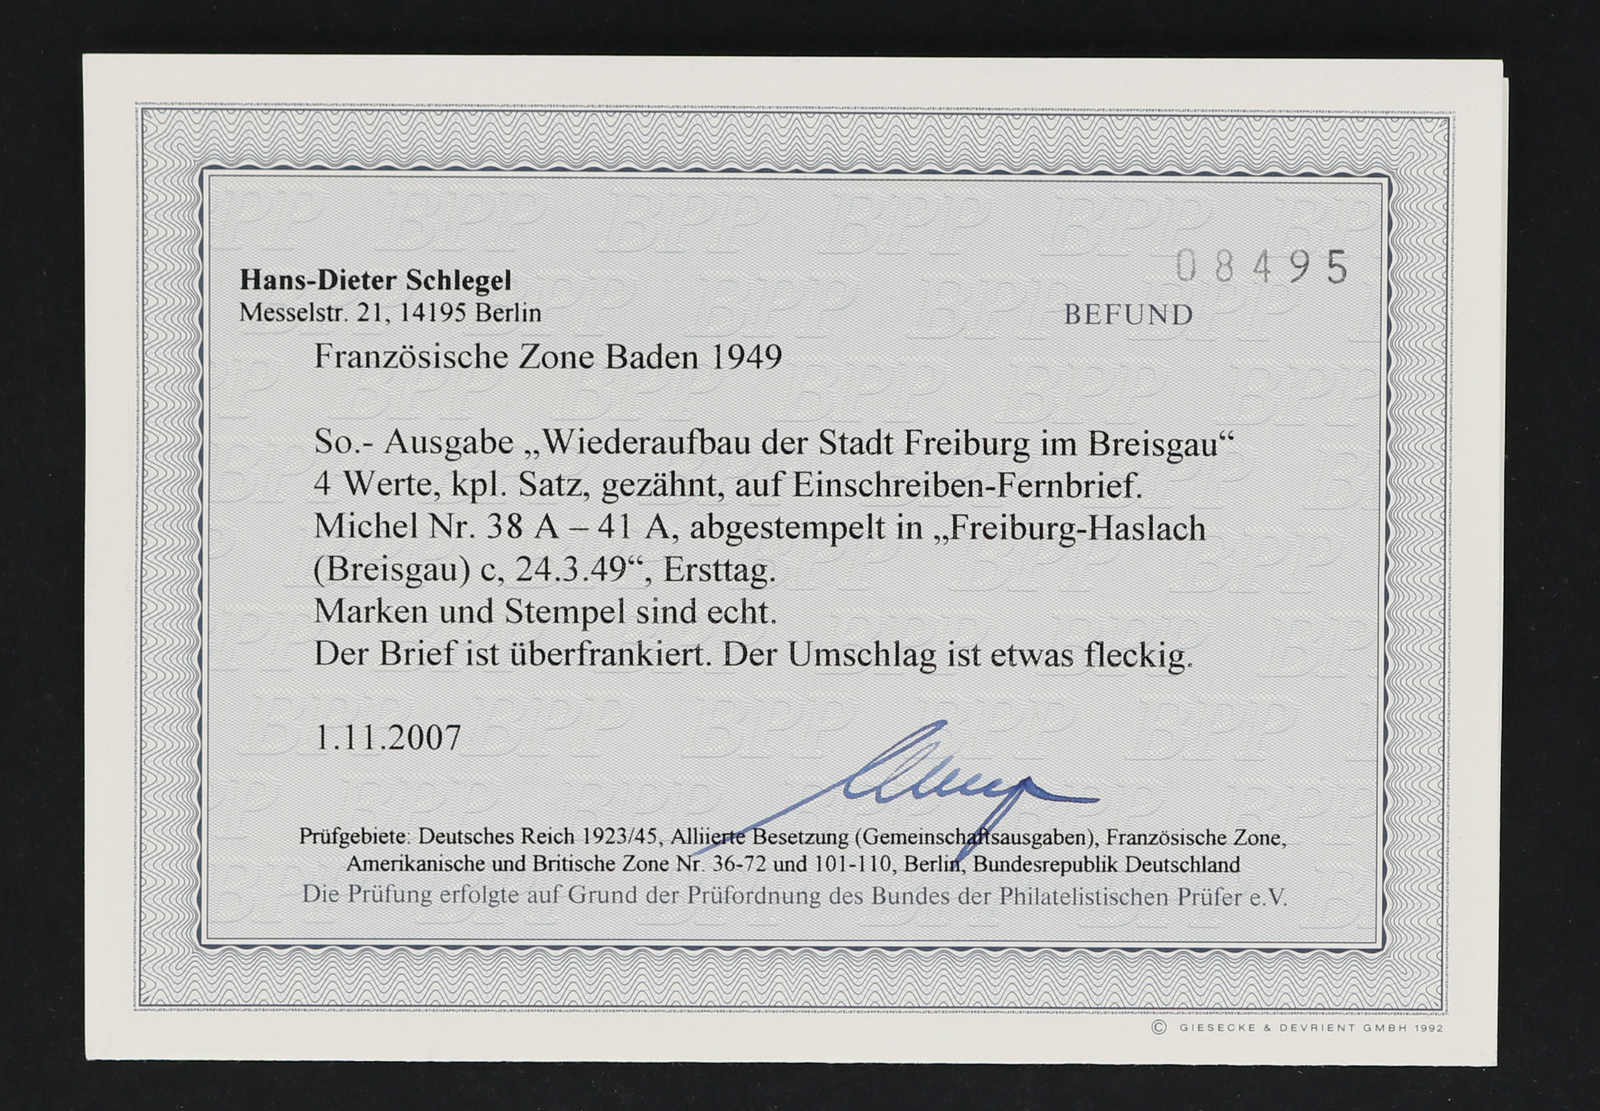 08495
Hans-Dieter Schlegel
Messelstr. 21, 14195 Berlin
BEFUND
Französische Zone Baden 1949
So.- Ausgabe „Wiederaufbau der Stadt Freiburg im Breisgau“
4 Werte, kpl. Satz, gezähnt, auf Einschreiben-Fernbrief.
Michel Nr. 38 A – 41 A, abgestempelt in „Freiburg-Haslach
(Breisgau) c, 24.3.49“, Ersttag.
Marken und Stempel sind echt.
Der Brief ist überfrankiert. Der Umschlag ist etwas fleckig.
1.11.2007
Prüfgebiete: Deutsches Reich 1923/45, Alliierte Besetzung (Gemeinschaftsausgaben), Französische Zone,
Amerikanische und Britische Zone Nr. 36-72 und 101-110, Berlin, Bundesrepublik Deutschland
Die Prüfung erfolgte auf Grund der Prüfordnung des Bundes der Philatelistischen Prüfer e.V.
© GIESECKE & DEVRIENT GMBH 1992